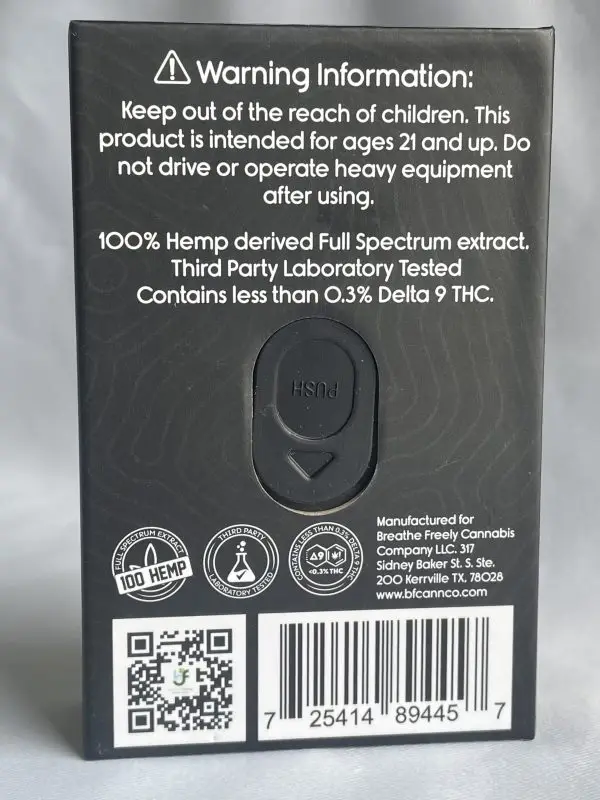 ⚠ Warning Information:
Keep out of the reach of children. This
product is intended for ages 21 and up. Do
not drive or operate heavy equipment
after using.
100% Hemp derived Full Spectrum extract.
Third Party Laboratory Tested
Contains less than 0.3% Delta 9 THC.
PUSH
FULL SPECTRUM EXTRACT
100 HEMP
THIRD PARTY
LABORATORY TESTED
CONTAINS LESS THAN 0.3% DELTA 9 THC
Δ9
<0.3% THC
Manufactured for
Breathe Freely Cannabis
Company LLC. 317
Sidney Baker St. S. Ste.
200 Kerrville TX. 78028
www.bfcannco.com
7 25414 89445 7